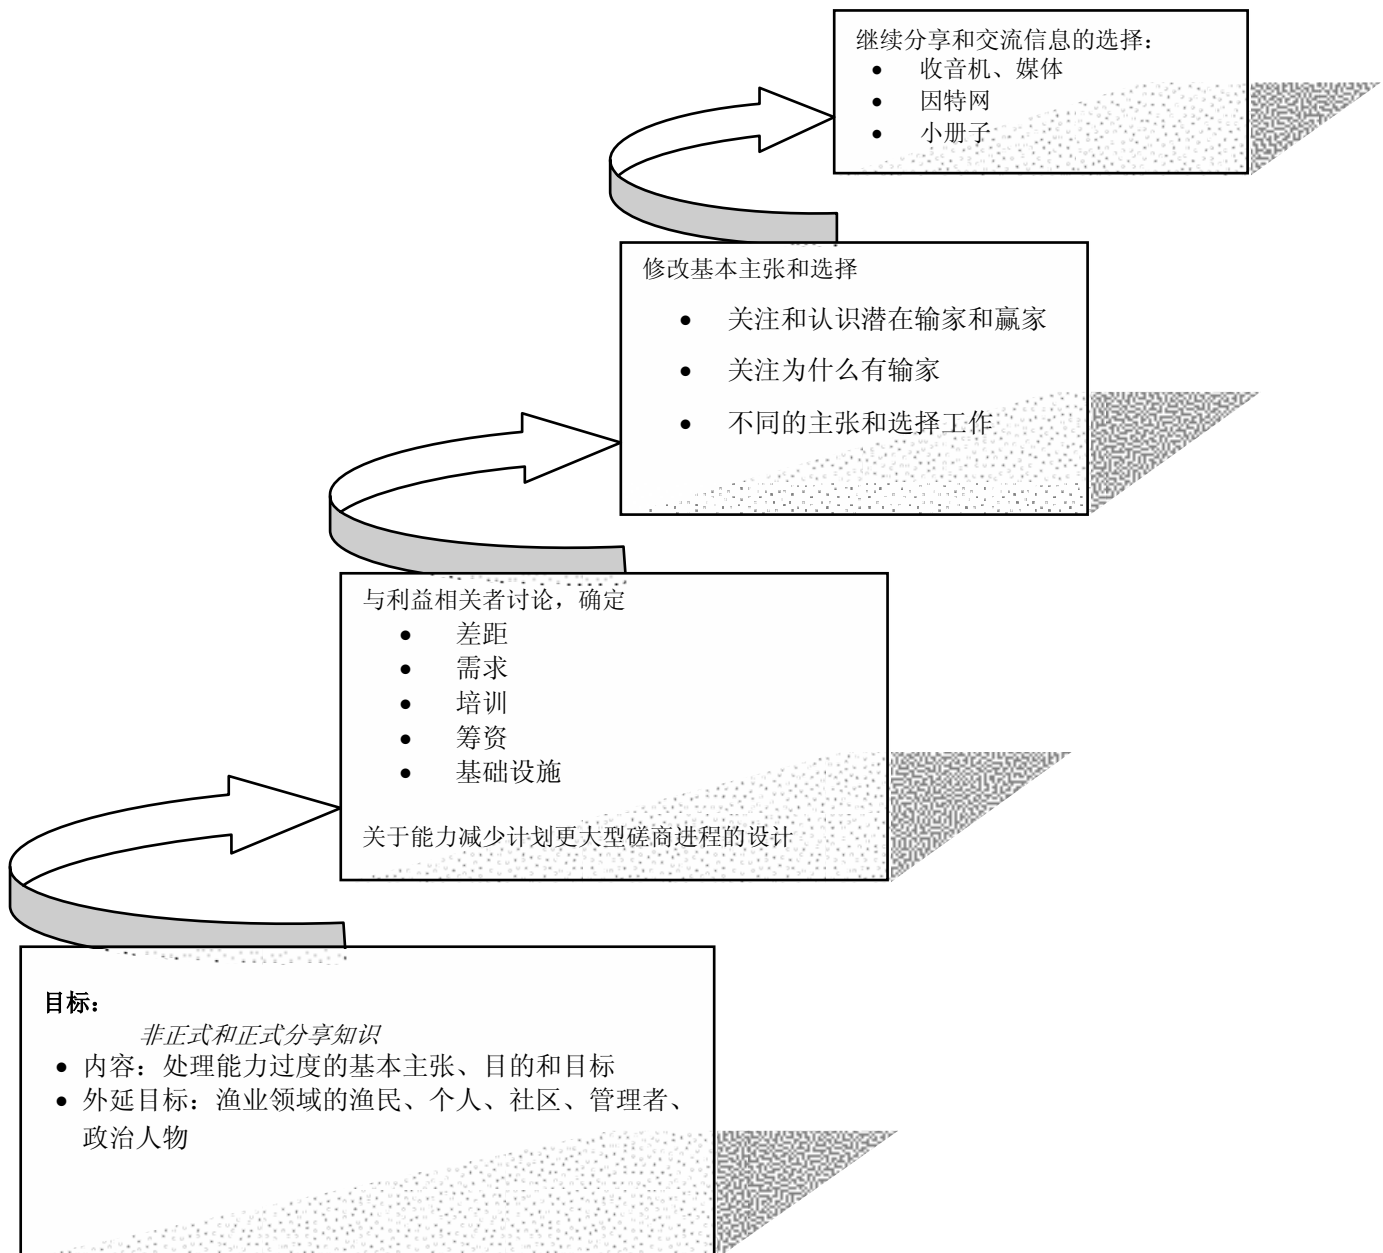 继续分享和交流信息的选择：
• 收音机、媒体
• 因特网
• 小册子
修改基本主张和选择
• 关注和认识潜在输家和赢家
• 关注为什么有输家
• 不同的主张和选择工作
与利益相关者讨论，确定
• 差距
• 需求
• 培训
• 筹资
• 基础设施
关于能力减少计划更大型磋商进程的设计
目标：
非正式和正式分享知识
• 内容：处理能力过度的基本主张、目的和目标
• 外延目标：渔业领域的渔民、个人、社区、管理者、
政治人物